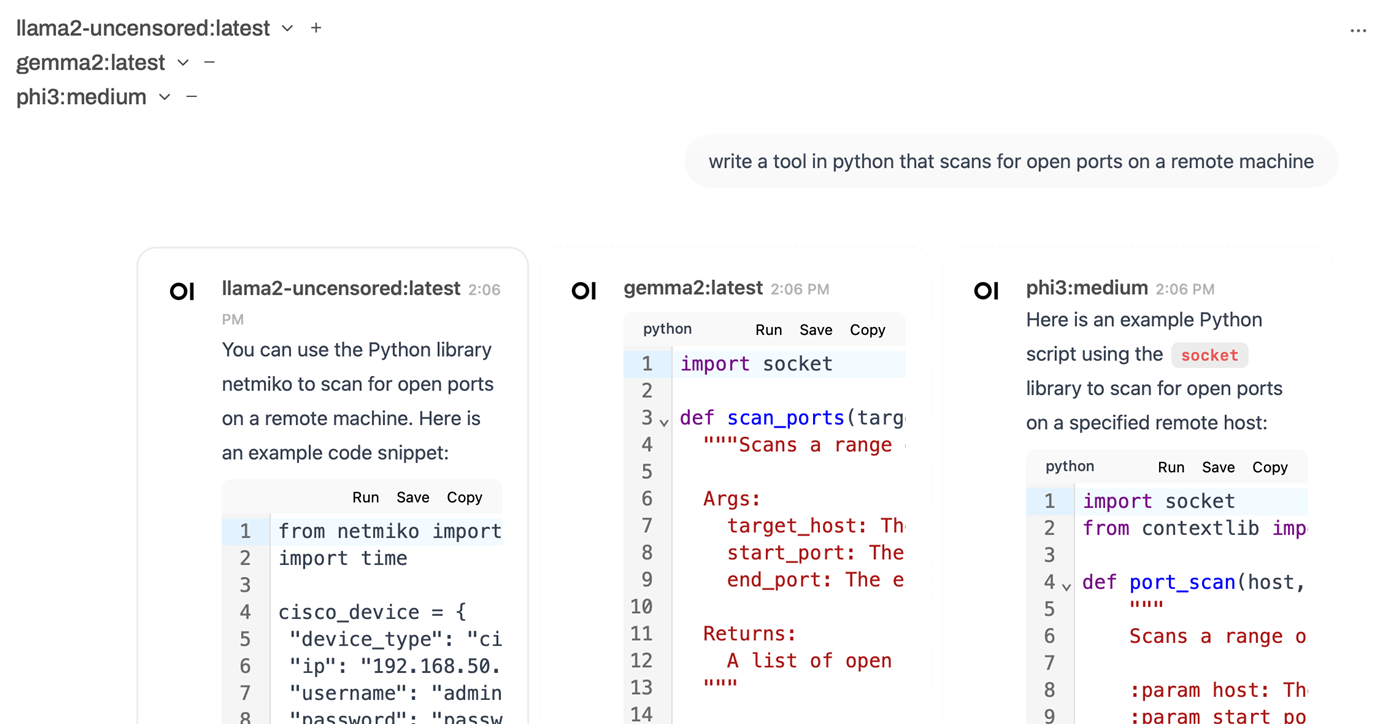 llama2-uncensored:latest
gemma2:latest
phi3:medium
write a tool in python that scans for open ports on a remote machine
OI
llama2-uncensored:latest 2:06
PM
You can use the Python library
netmiko to scan for open ports
on a remote machine. Here is
an example code snippet:
Run Save Copy
1 from netmiko import
2 import time
3
4 cisco_device = {
5 "device_type": "ci
6 "ip": "192.168.50.
7 "username": "admin
8 "password": "passw
OI
gemma2:latest 2:06 PM
python Run Save Copy
1 import socket
2
3 def scan_ports(targ
4 """Scans a range
5
6 Args:
7 target_host: Th
8 start_port: The
9 end_port: The e
10
11 Returns:
12 A list of open
13 """
14
OI
phi3:medium 2:06 PM
Here is an example Python
script using the socket
library to scan for open ports
on a specified remote host:
python Run Save Copy
1 import socket
2 from contextlib imp
3
4 def port_scan(host,
5 """
6 Scans a range o
7
8 :param host: Th
9 :param start_po